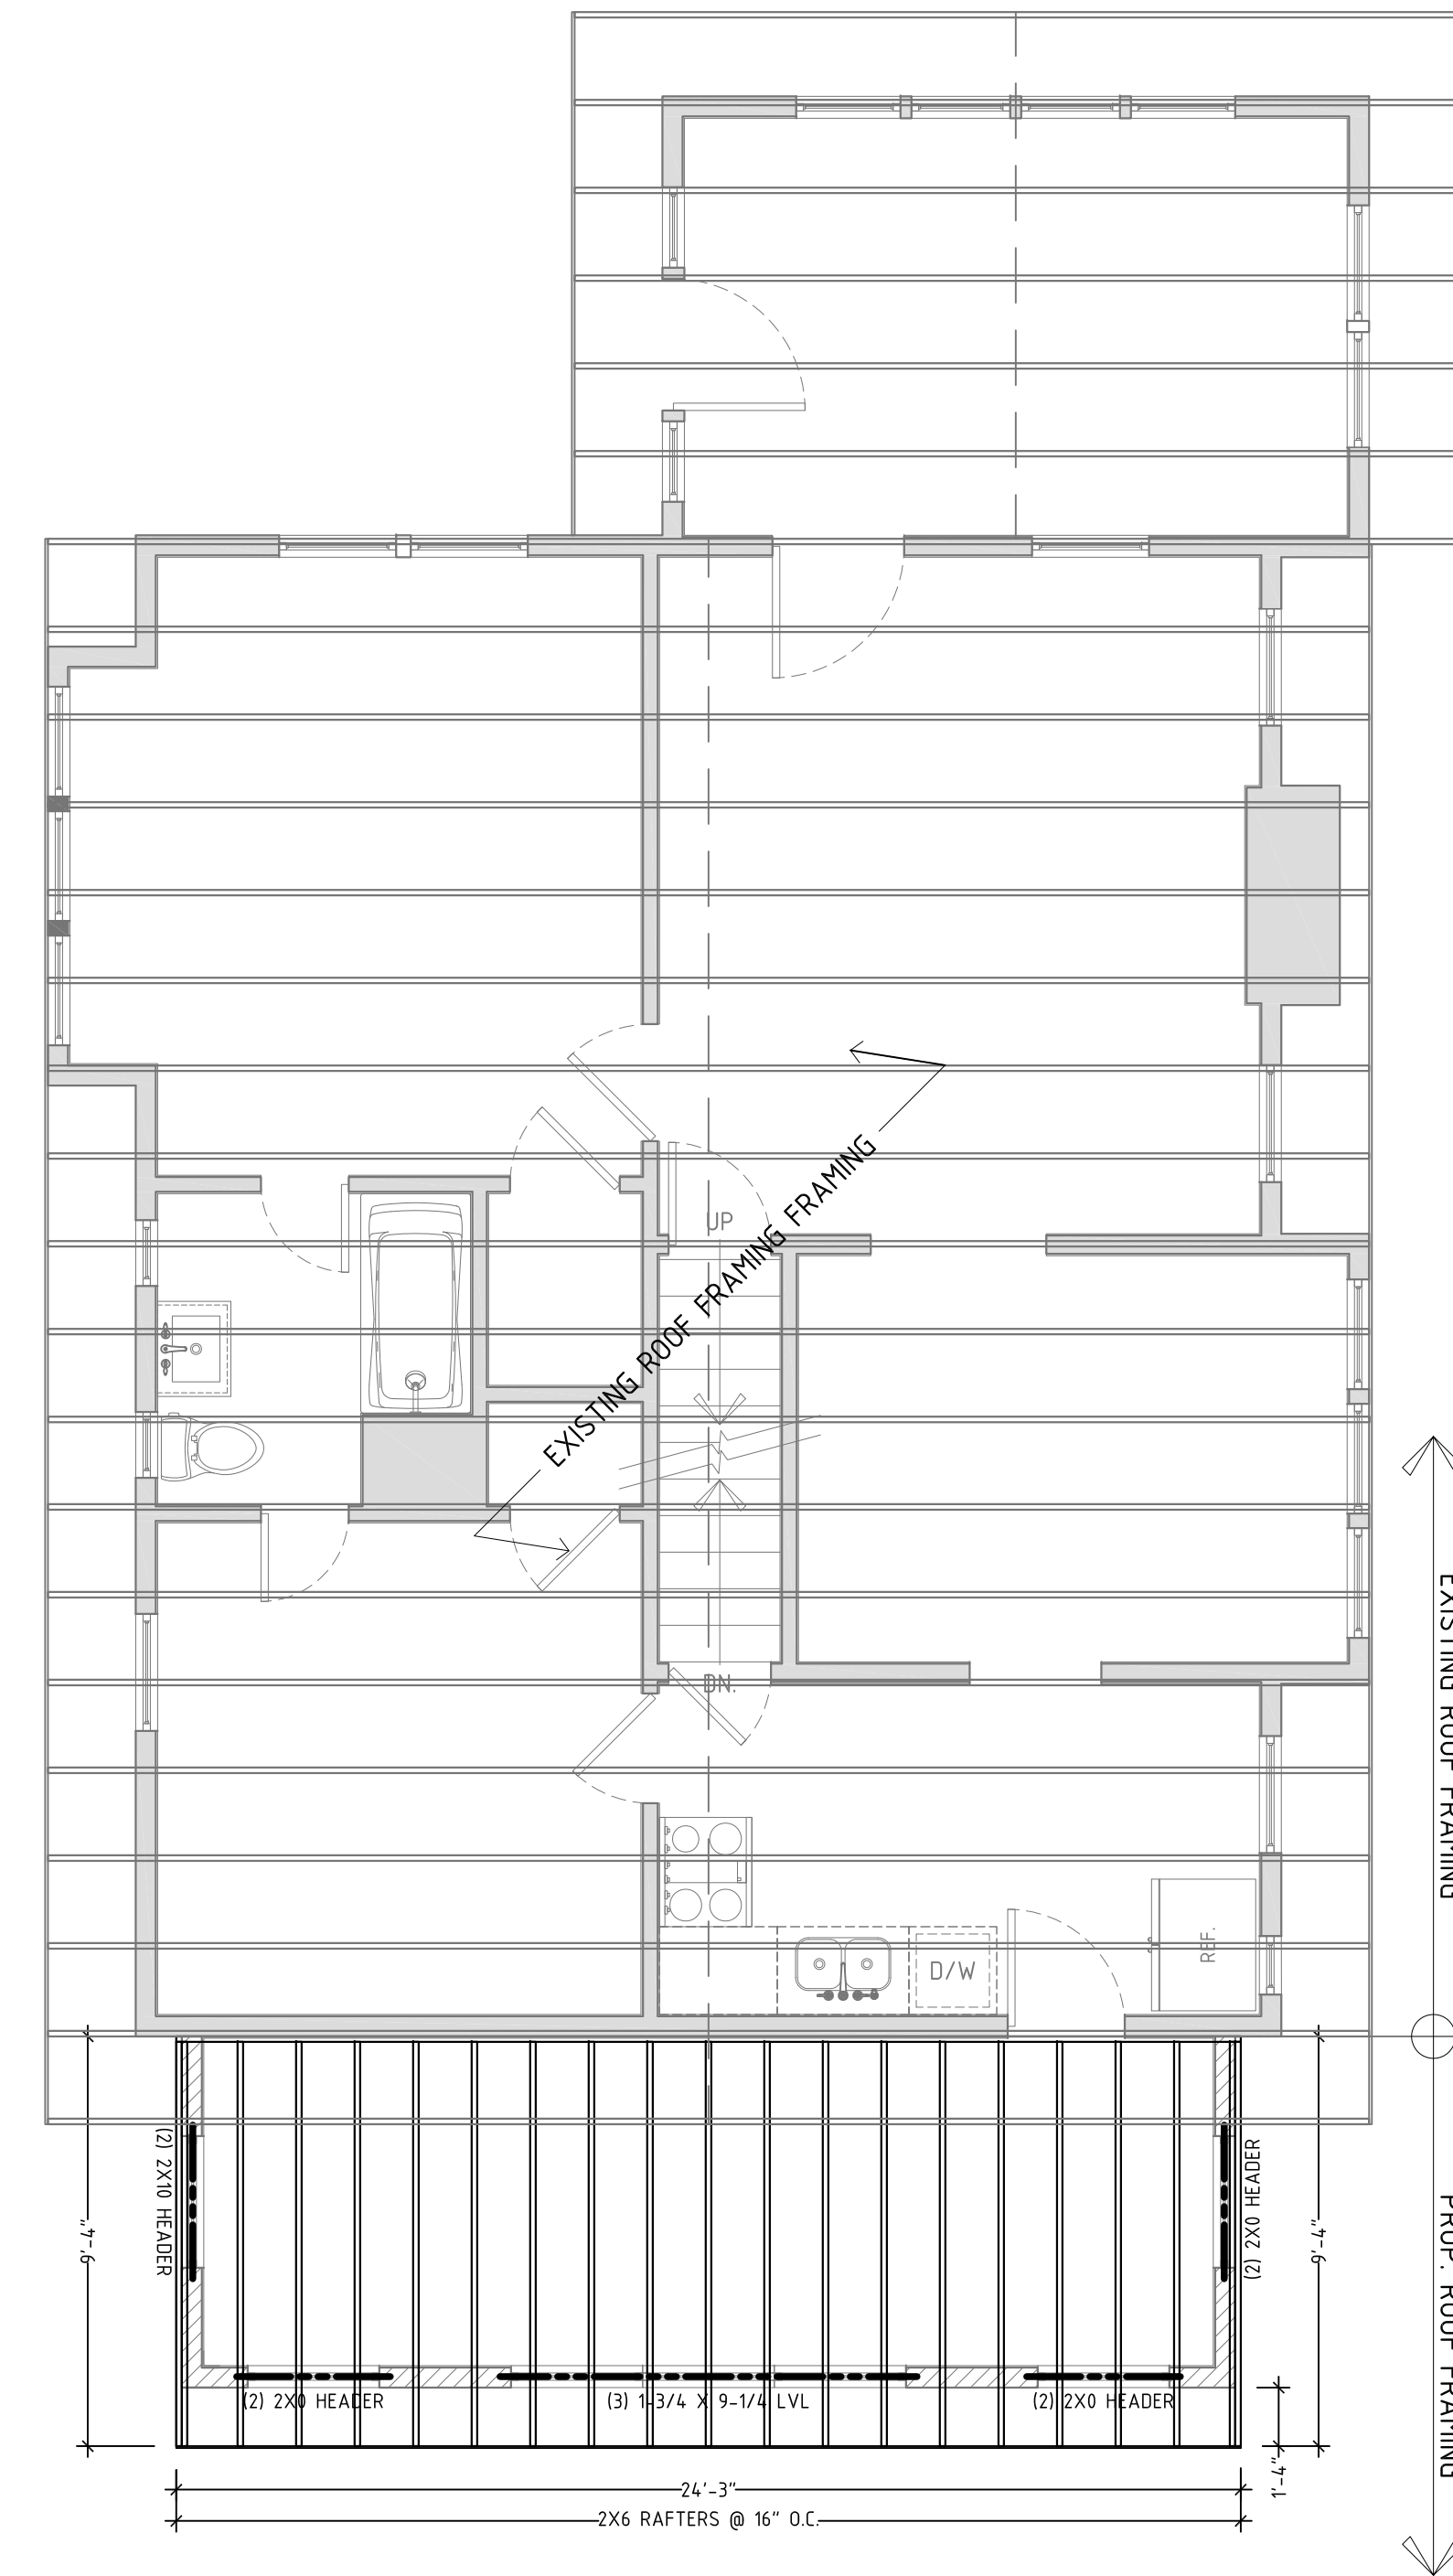 UP
EXISTING ROOF FRAMING FRAMING
DN.
D/W
REF.
EXISTING ROOF FRAMING
PROP. ROOF FRAMING
(2) 2X10 HEADER
(2) 2X0 HEADER
9'-4"
9'-4"
(2) 2X0 HEADER
(3) 1-3/4 X 9-1/4 LVL
(2) 2X0 HEADER
1'-4"
24'-3"
2X6 RAFTERS @ 16" O.C.